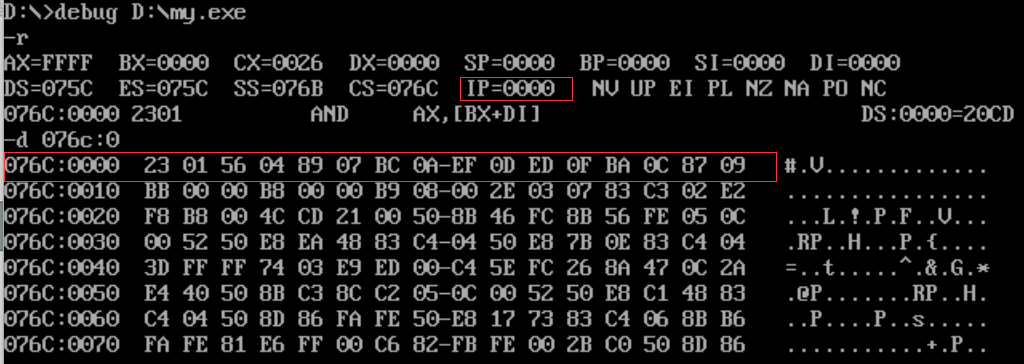 D:\>debug D:\my.exe
-r
AX=FFFF BX=0000 CX=0026 DX=0000 SP=0000 BP=0000 SI=0000 DI=0000
DS=075C ES=075C SS=076B CS=076C IP=0000 NV UP EI PL NZ NA PO NC
076C:0000 2301 AND AX,[BX+DI] DS:0000=20CD
-d 076c:0
076C:0000 23 01 56 04 89 07 BC 0A-EF 0D ED 0F BA 0C 87 09 #.V.............
076C:0010 BB 00 00 B8 00 00 B9 08-00 2E 03 07 83 C3 02 E2 ................
076C:0020 F8 B8 00 4C CD 21 00 50-8B 46 FC 8B 56 FE 05 0C ...L.!.P.F..V...
076C:0030 00 52 50 E8 EA 48 83 C4-04 50 E8 7B 0E 83 C4 04 .RP..H...P.{....
076C:0040 3D FF FF 74 03 E9 ED 00-C4 5E FC 26 8A 47 0C 2A =..t.....^.&.G.*
076C:0050 E4 40 50 8B C3 8C C2 05-0C 00 52 50 E8 C1 48 83 .@P.......RP..H.
076C:0060 C4 04 50 8D 86 FA FE 50-E8 17 73 83 C4 06 8B B6 ..P....P..s.....
076C:0070 FA FE 81 E6 FF 00 C6 82-FB FE 00 2B C0 50 8D 86 ...........+.P..